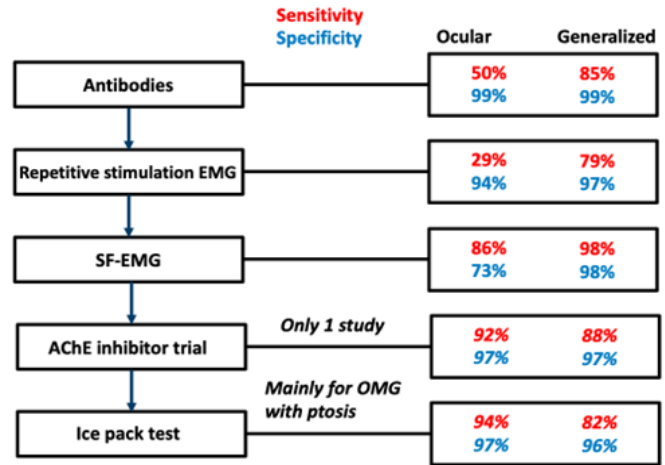 Sensitivity
Specificity
Ocular Generalized
Antibodies
50% 85%
99% 99%
Repetitive stimulation EMG
29% 79%
94% 97%
SF-EMG
86% 98%
73% 98%
AChE inhibitor trial
Only 1 study
92% 88%
97% 97%
Ice pack test
Mainly for OMG
with ptosis
94% 82%
97% 96%